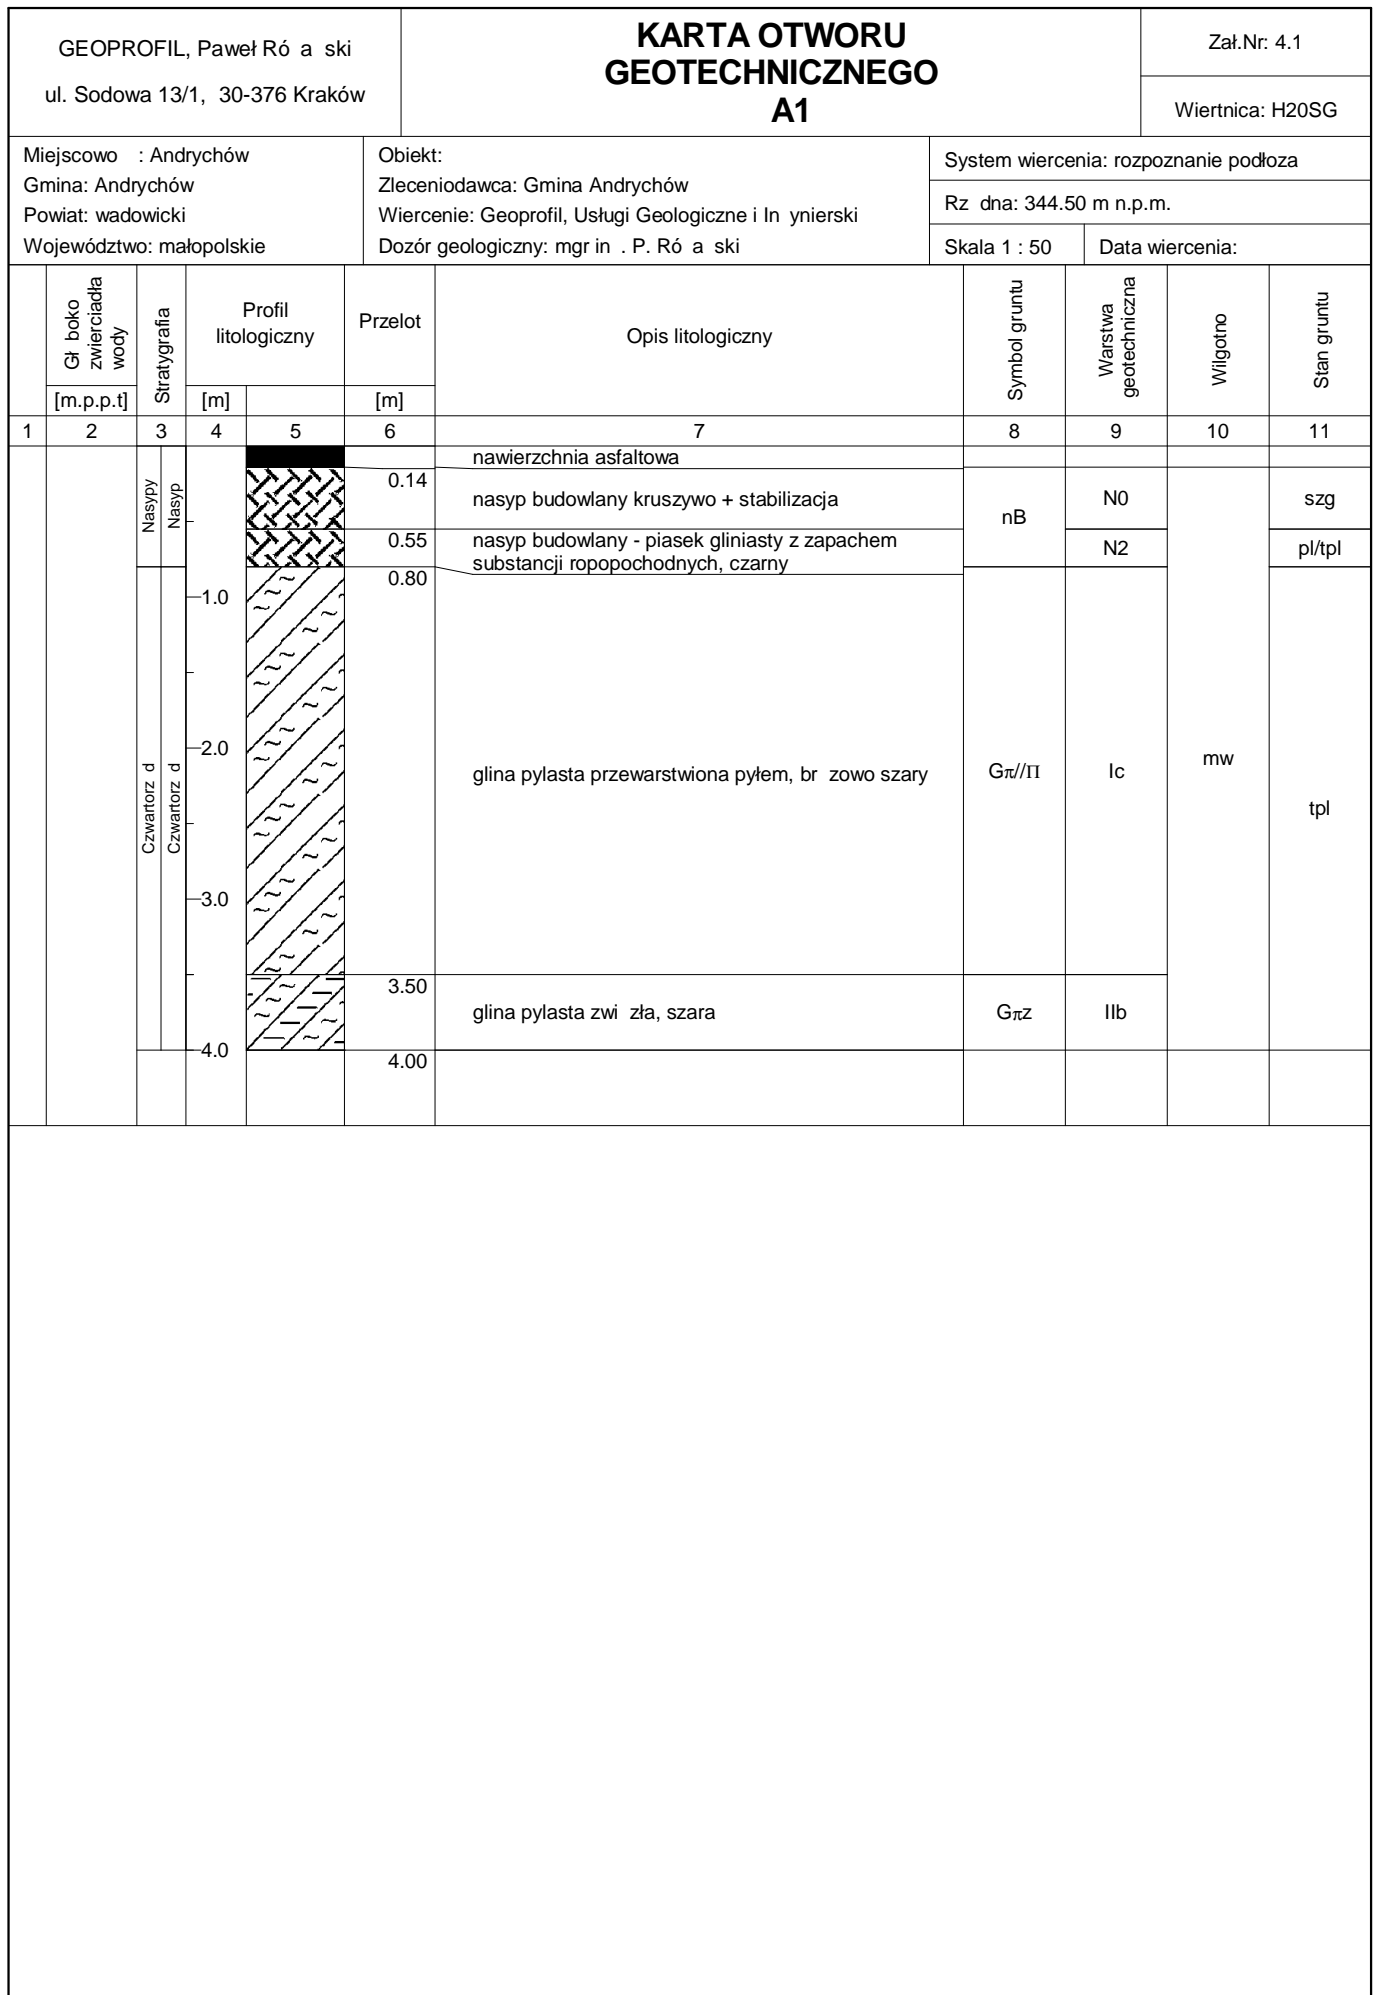 GEOPROFIL, Paweł Ró a ski
ul. Sodowa 13/1, 30-376 Kraków
KARTA OTWORU
GEOTECHNICZNEGO
A1
Zał.Nr: 4.1
Wiertnica: H20SG
Miejscowo : Andrychów
Gmina: Andrychów
Powiat: wadowicki
Województwo: małopolskie
Obiekt:
Zleceniodawca: Gmina Andrychów
Wiercenie: Geoprofil, Usługi Geologiczne i In ynierski
Dozór geologiczny: mgr in . P. Ró a ski
System wiercenia: rozpoznanie podłoza
Rz dna: 344.50 m n.p.m.
Skala 1 : 50
Data wiercenia:
Gł boko
zwierciadła
wody
[m.p.p.t]
Stratygrafia
Profil
litologiczny
[m]
Przelot
[m]
Opis litologiczny
Symbol gruntu
Warstwa
geotechniczna
Wilgotno
Stan gruntu
1 2 3 4 5 6 7 8 9 10 11
nawierzchnia asfaltowa
Nasypy
Nasyp
0.14
nasyp budowlany kruszywo + stabilizacja
nB
N0
szg
0.55
nasyp budowlany - piasek gliniasty z zapachem
substancji ropopochodnych, czarny
N2
pl/tpl
0.80
1.0
2.0
3.0
4.0
Czwartorz d
Czwartorz d
glina pylasta przewarstwiona pyłem, br zowo szary
Gπ//Π
Ic
mw
tpl
3.50
glina pylasta zwi zła, szara
Gπz
IIb
4.00